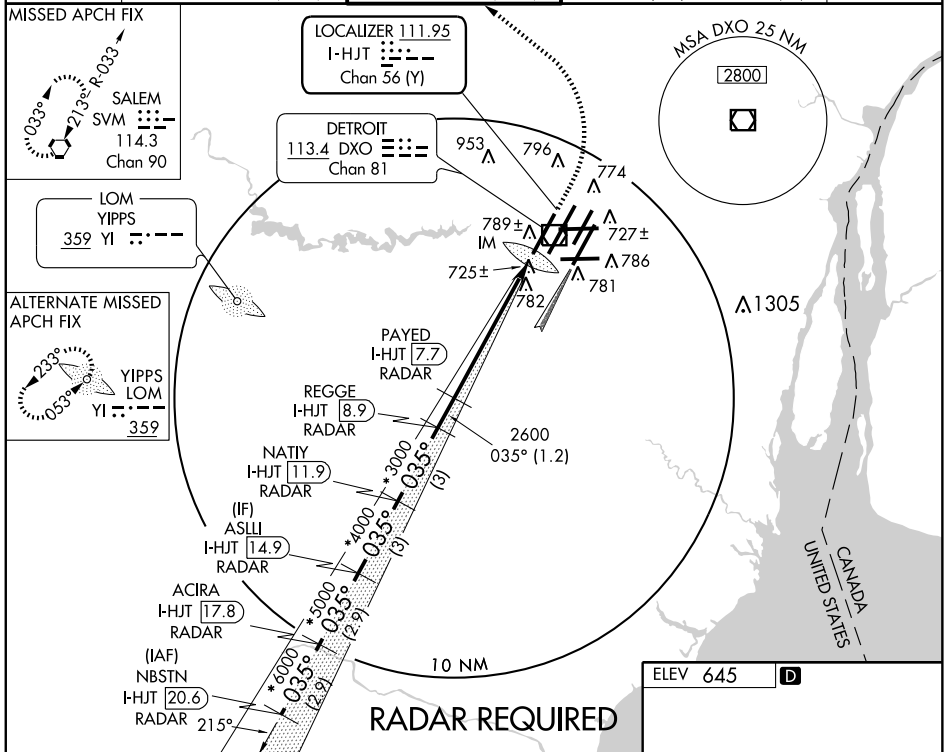 MISSED APCH FIX
R-033
033°
213°
SALEM
SVM
114.3
Chan 90
LOCALIZER 111.95
I-HJT
Chan 56 (Y)
MSA DXO 25 NM
2800
DETROIT
113.4 DXO
Chan 81
953
796
774
LOM
YIPPS
359 YI
789±
IM
727±
725±
786
782
781
1305
ALTERNATE MISSED
APCH FIX
233°
053°
YIPPS
LOM
YI
359
PAYED
I-HJT 7.7
RADAR
REGGE
I-HJT 8.9
RADAR
2600
035° (1.2)
*3000
035°
(3)
NATIY
I-HJT 11.9
RADAR
*4000
035°
(3)
(IF)
ASLLI
I-HJT 14.9
RADAR
*5000
035°
(2.9)
ACIRA
I-HJT 17.8
RADAR
*6000
035°
(2.9)
(IAF)
NBSTN
I-HJT 20.6
RADAR
215°
10 NM
CANADA
UNITED STATES
RADAR REQUIRED
ELEV 645 D